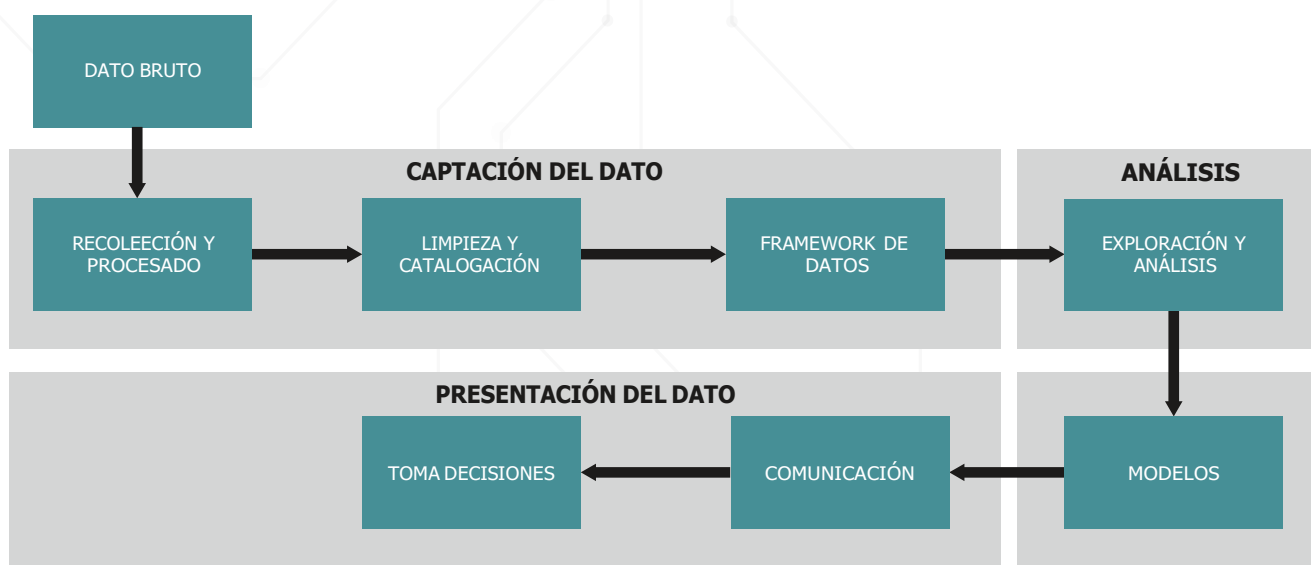 DATO BRUTO
CAPTACIÓN DEL DATO
ANÁLISIS
RECOLEECIÓN Y
PROCESADO
LIMPIEZA Y
CATALOGACIÓN
FRAMEWORK DE
DATOS
EXPLORACIÓN Y
ANÁLISIS
PRESENTACIÓN DEL DATO
TOMA DECISIONES
COMUNICACIÓN
MODELOS